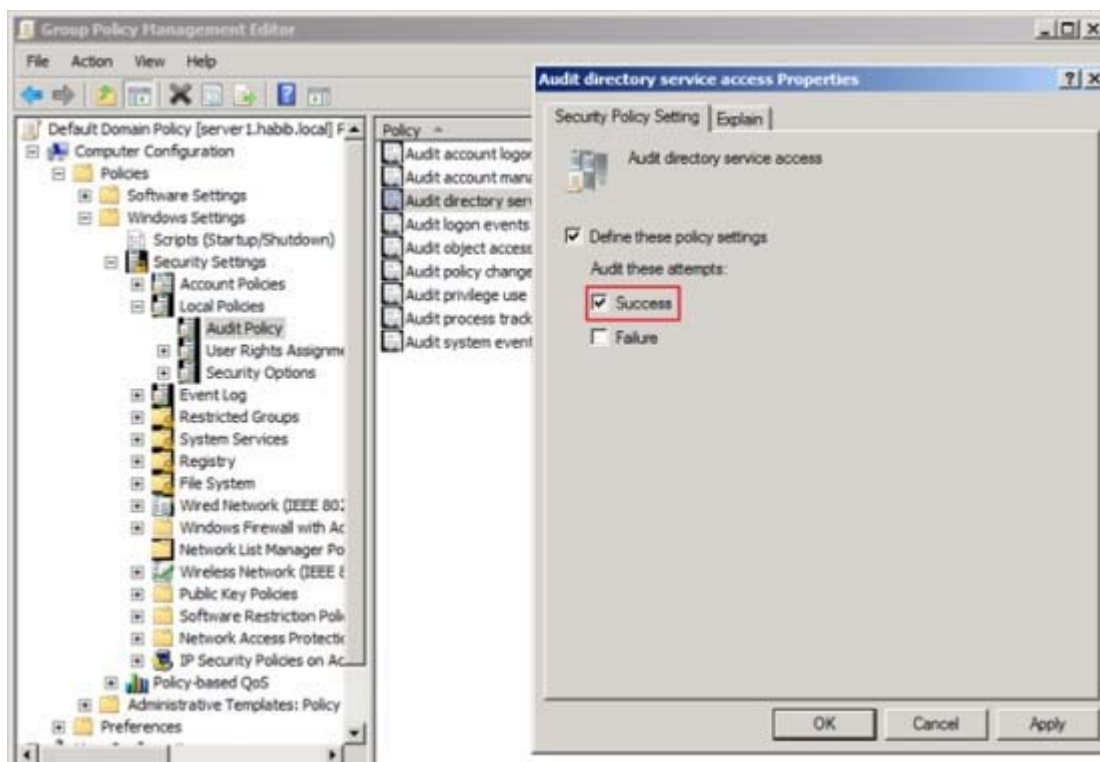 Group Policy Management Editor
File Action View Help
Default Domain Policy [server1.habib.local] P
Computer Configuration
Policies
Software Settings
Windows Settings
Scripts (Startup/Shutdown)
Security Settings
Account Policies
Local Policies
Audit Policy
User Rights Assignme
Security Options
Event Log
Restricted Groups
System Services
Registry
File System
Wired Network (IEEE 802
Windows Firewall with Ac
Network List Manager Po
Wireless Network (IEEE 8
Public Key Policies
Software Restriction Poli
Network Access Protectio
IP Security Policies on Ac
Policy-based QoS
Administrative Templates: Policy
Preferences
Policy
Audit account logon
Audit account mana
Audit directory serv
Audit logon events
Audit object access
Audit policy change
Audit privilege use
Audit process track
Audit system event
Audit directory service access Properties
Security Policy Setting Explain
Audit directory service access
Define these policy settings
Audit these attempts:
Success
Failure
OK Cancel Apply